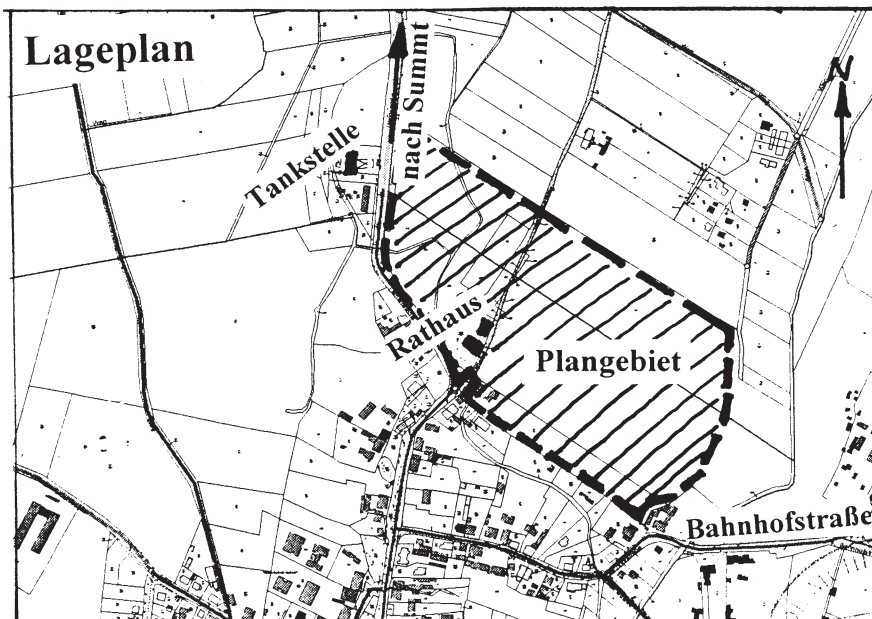 Lageplan
nach Summt
N
Tankstelle
Rathaus
Plangebiet
Bahnhofstraße